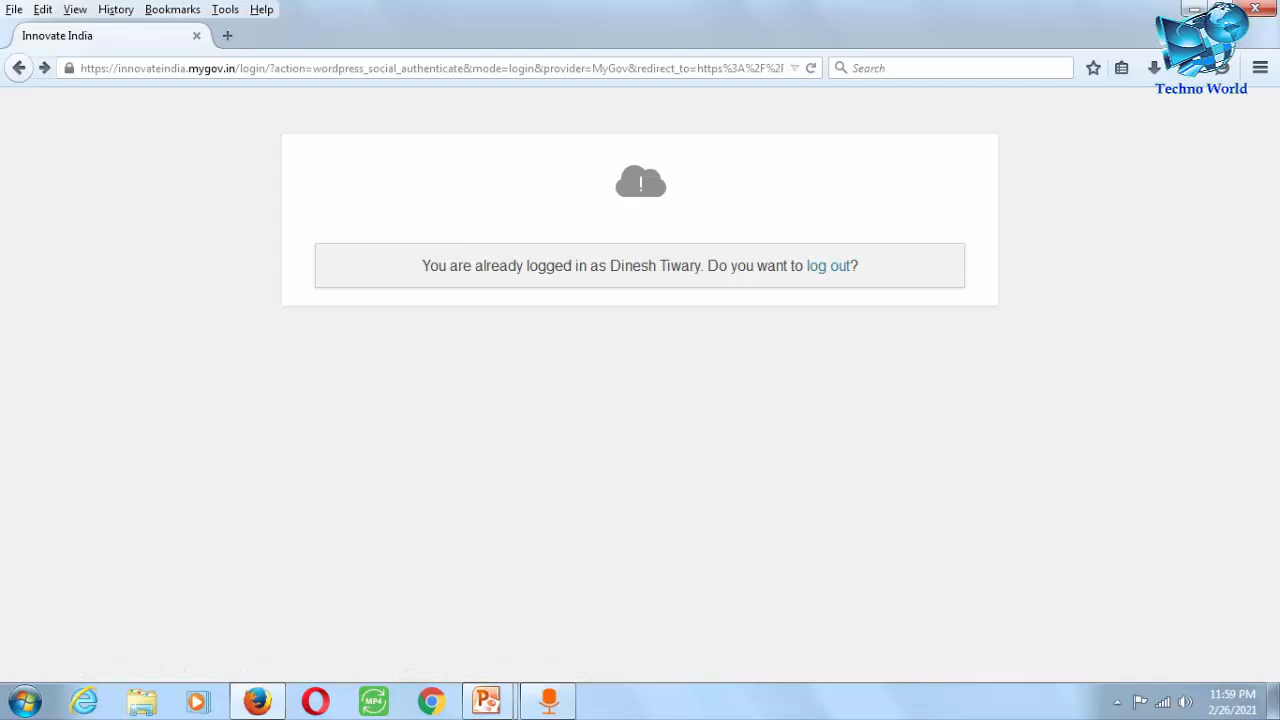 File Edit View History Bookmarks Tools Help
Innovate India
https://innovateindia.mygov.in/login/?action=wordpress_social_authenticate&mode=login&provider=MyGov&redirect_to=https%3A%2F%2F
Search
Techno World
!
You are already logged in as Dinesh Tiwary. Do you want to log out?
MP4
11:59 PM
2/26/2021